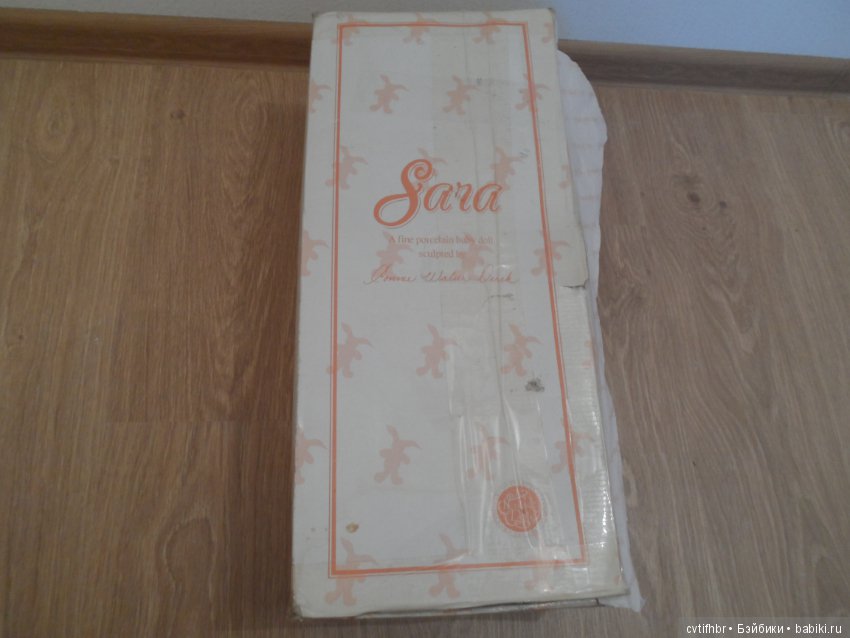 Sara
A fine porcelain baby doll
sculpted by
cvtifhbr• Бэйбики • babiki.ru